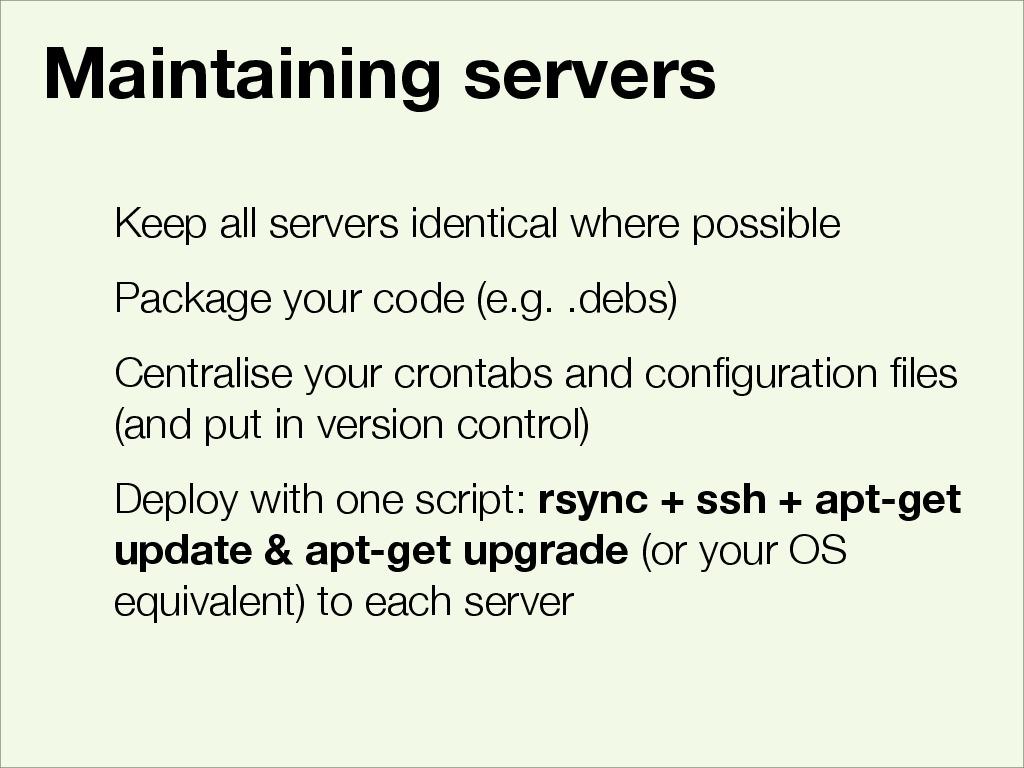 Maintaining servers
Keep all servers identical where possible
Package your code (e.g. .debs)
Centralise your crontabs and configuration files
(and put in version control)
Deploy with one script: rsync + ssh + apt-get
update & apt-get upgrade (or your OS
equivalent) to each server